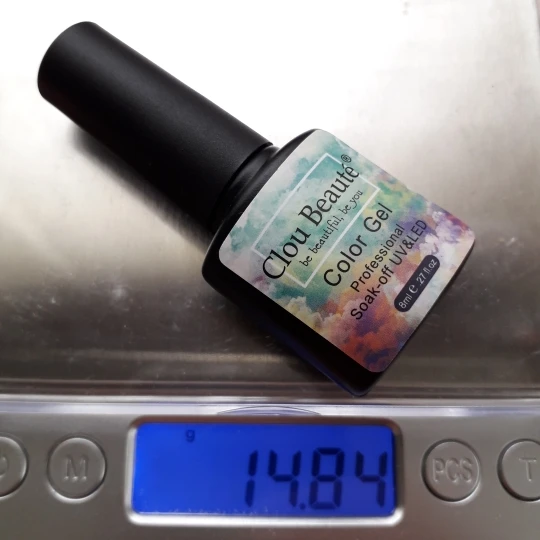 Clou Beauté®
be beautiful, be you
Color Gel
Professional
Soak-off UV&LED
8ml ℮ .27 fl.oz
g
14.84
M
PCS
T